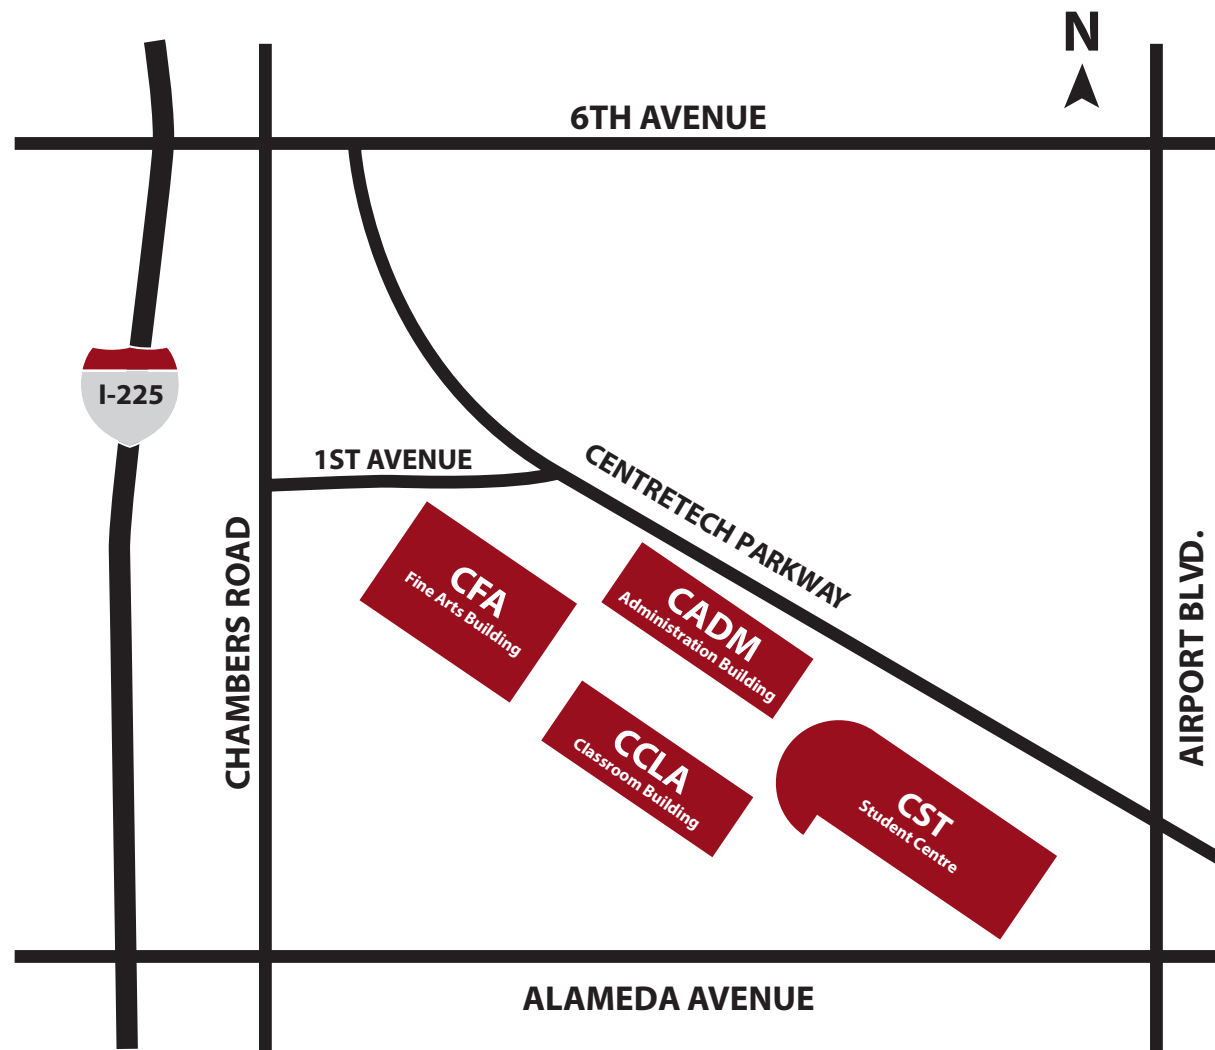 N
6TH AVENUE
I-225
1ST AVENUE
CENTRETECH PARKWAY
CHAMBERS ROAD
AIRPORT BLVD.
CFA
Fine Arts Building
CADM
Administration Building
CCLA
Classroom Building
CST
Student Centre
ALAMEDA AVENUE